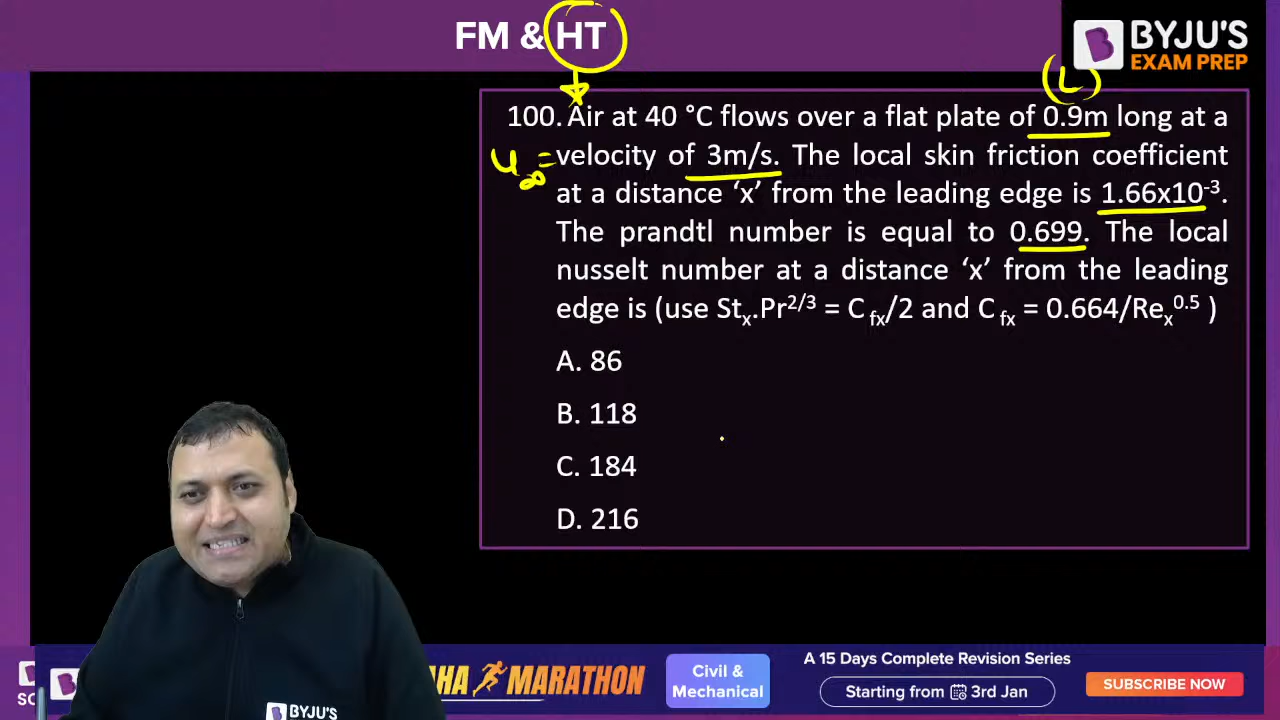 FM & HT
BYJU'S
EXAM PREP
(L)
100. Air at 40 °C flows over a flat plate of 0.9m long at a
u∞ = velocity of 3m/s. The local skin friction coefficient
at a distance ‘x’ from the leading edge is 1.66x10-3.
The prandtl number is equal to 0.699. The local
nusselt number at a distance ‘x’ from the leading
edge is (use Stx.Pr2/3 = C fx/2 and C fx = 0.664/Rex0.5 )
A. 86
B. 118
C. 184
D. 216
BYJU'S
AHA MARATHON
Civil &
Mechanical
A 15 Days Complete Revision Series
Starting from 3rd Jan
SUBSCRIBE NOW